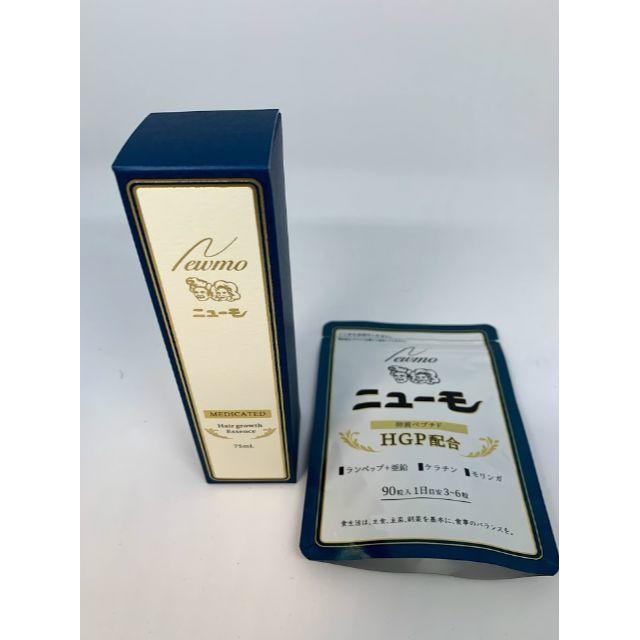 Newmo
ニューモ
MEDICATED
Hair growth
Essence
75mL
Newmo
ニューモ
卵黄ペプチド
HGP配合
ランペップ+亜鉛 ケラチン モリンガ
90粒入 1日目安3~6粒
食生活は、主食、主菜、副菜を基本に、食事のバランスを。